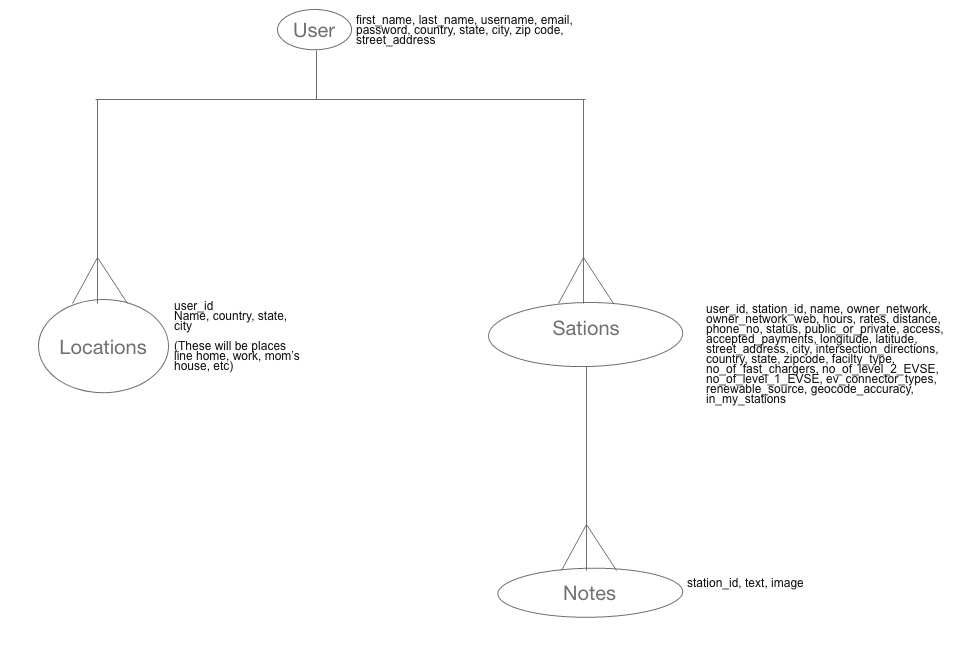 User
first_name, last_name, username, email,
password, country, state, city, zip code,
street_address
Locations
user_id
Name, country, state,
city
(These will be places
line home, work, mom's
house, etc)
Sations
user_id, station_id, name, owner_network,
owner_network_web, hours, rates, distance,
phone_no, status, public_or_private, access,
accepted_payments, longitude, latitude,
street_address, city, intersection_directions,
country, state, zipcode, facilty_type,
no_of_fast_chargers, no_of_level_2_EVSE,
no_of_level_1_EVSE, ev_connector_types,
renewable_source, geocode_accuracy,
in_my_stations
Notes
station_id, text, image